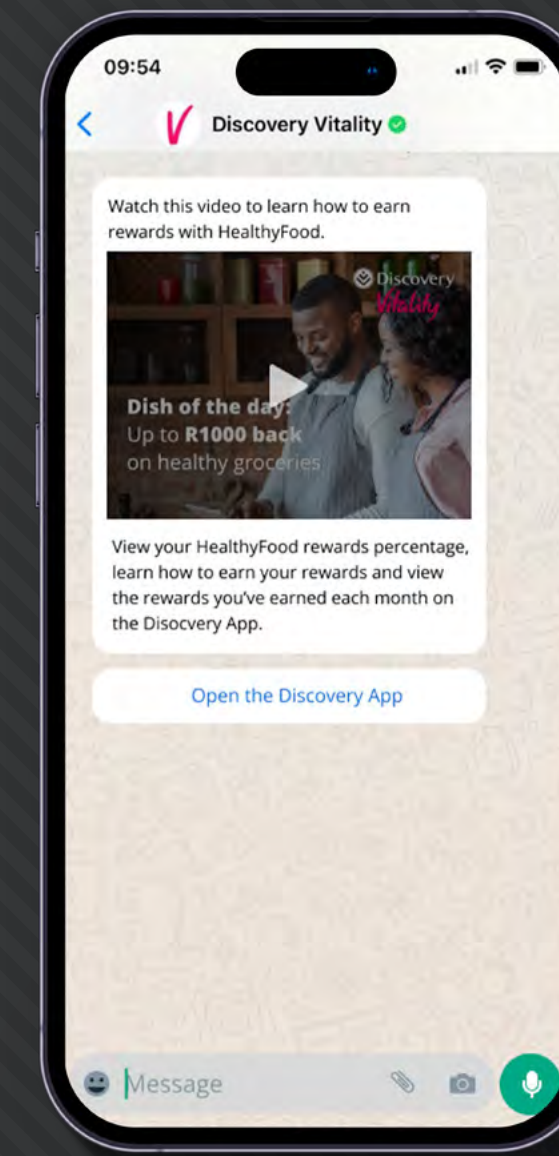 09:54
Discovery Vitality
Watch this video to learn how to earn
rewards with HealthyFood.
Discovery
Vitality
Dish of the day:
Up to R1000 back
on healthy groceries
View your HealthyFood rewards percentage,
learn how to earn your rewards and view
the rewards you've earned each month on
the Disocvery App.
Open the Discovery App
Message